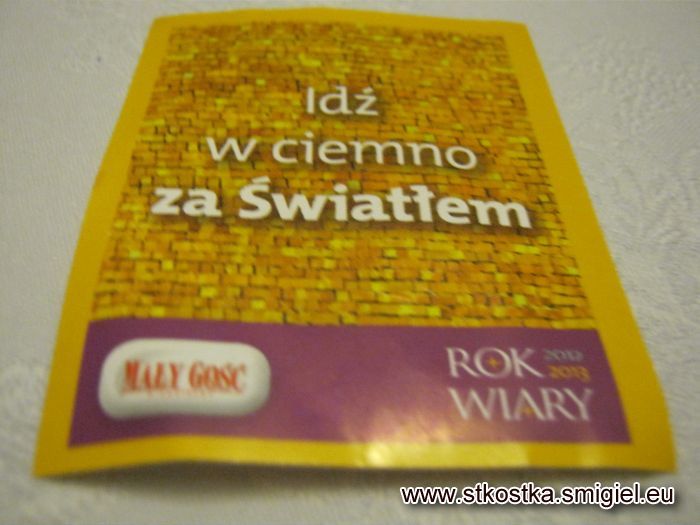 Idź
w ciemno
za Światłem
MAŁY GOŚĆ
ROK 2012
2013
WIARY
www.stkostka.smigiel.eu